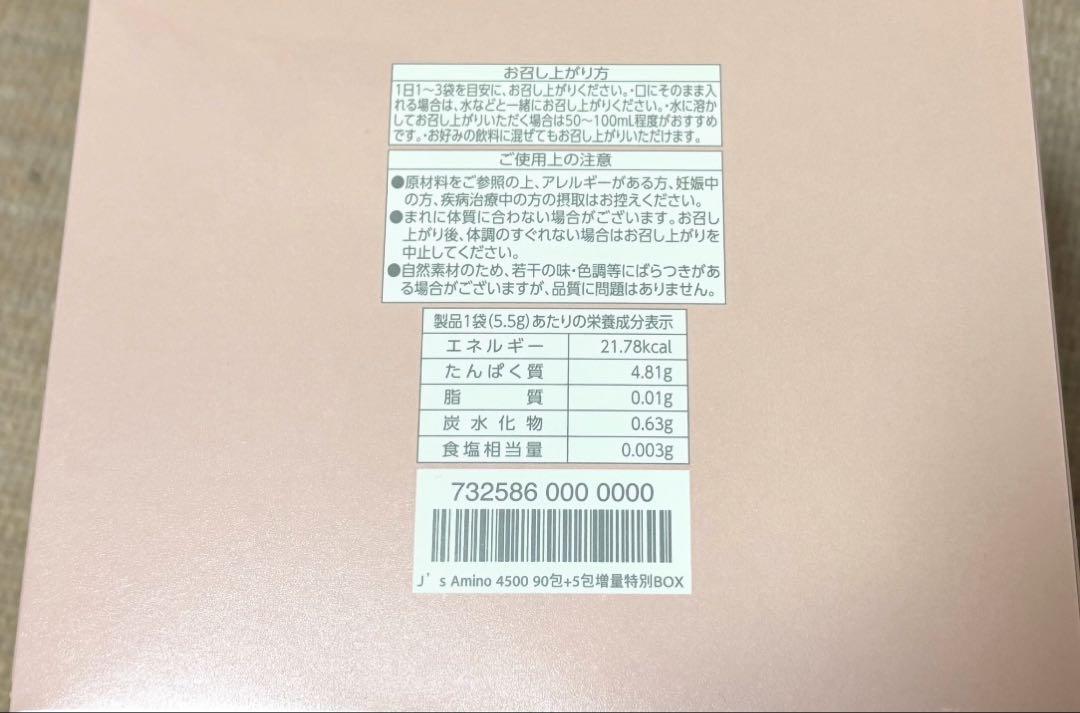 お召し上がり方
1日1〜3袋を目安に、お召し上がりください。・口にそのまま入
れる場合は、水などと一緒にお召し上がりください。・水に溶か
してお召し上がりいただく場合は50〜100mL程度がおすすめ
です。・お好みの飲料に混ぜてもお召し上がりいただけます。
ご使用上の注意
●原材料をご参照の上、アレルギーがある方、妊娠中
の方、疾病治療中の方の摂取はお控えください。
●まれに体質に合わない場合がございます。お召し
上がり後、体調のすぐれない場合はお召し上がりを
中止してください。
●自然素材のため、若干の味・色調等にばらつきがあ
る場合がございますが、品質に問題はありません。
製品1袋(5.5g)あたりの栄養成分表示
エネルギー 21.78kcal
たんぱく質 4.81g
脂質 0.01g
炭水化物 0.63g
食塩相当量 0.003g
732586 000 0000
J's Amino 4500 90包+5包増量特別BOX